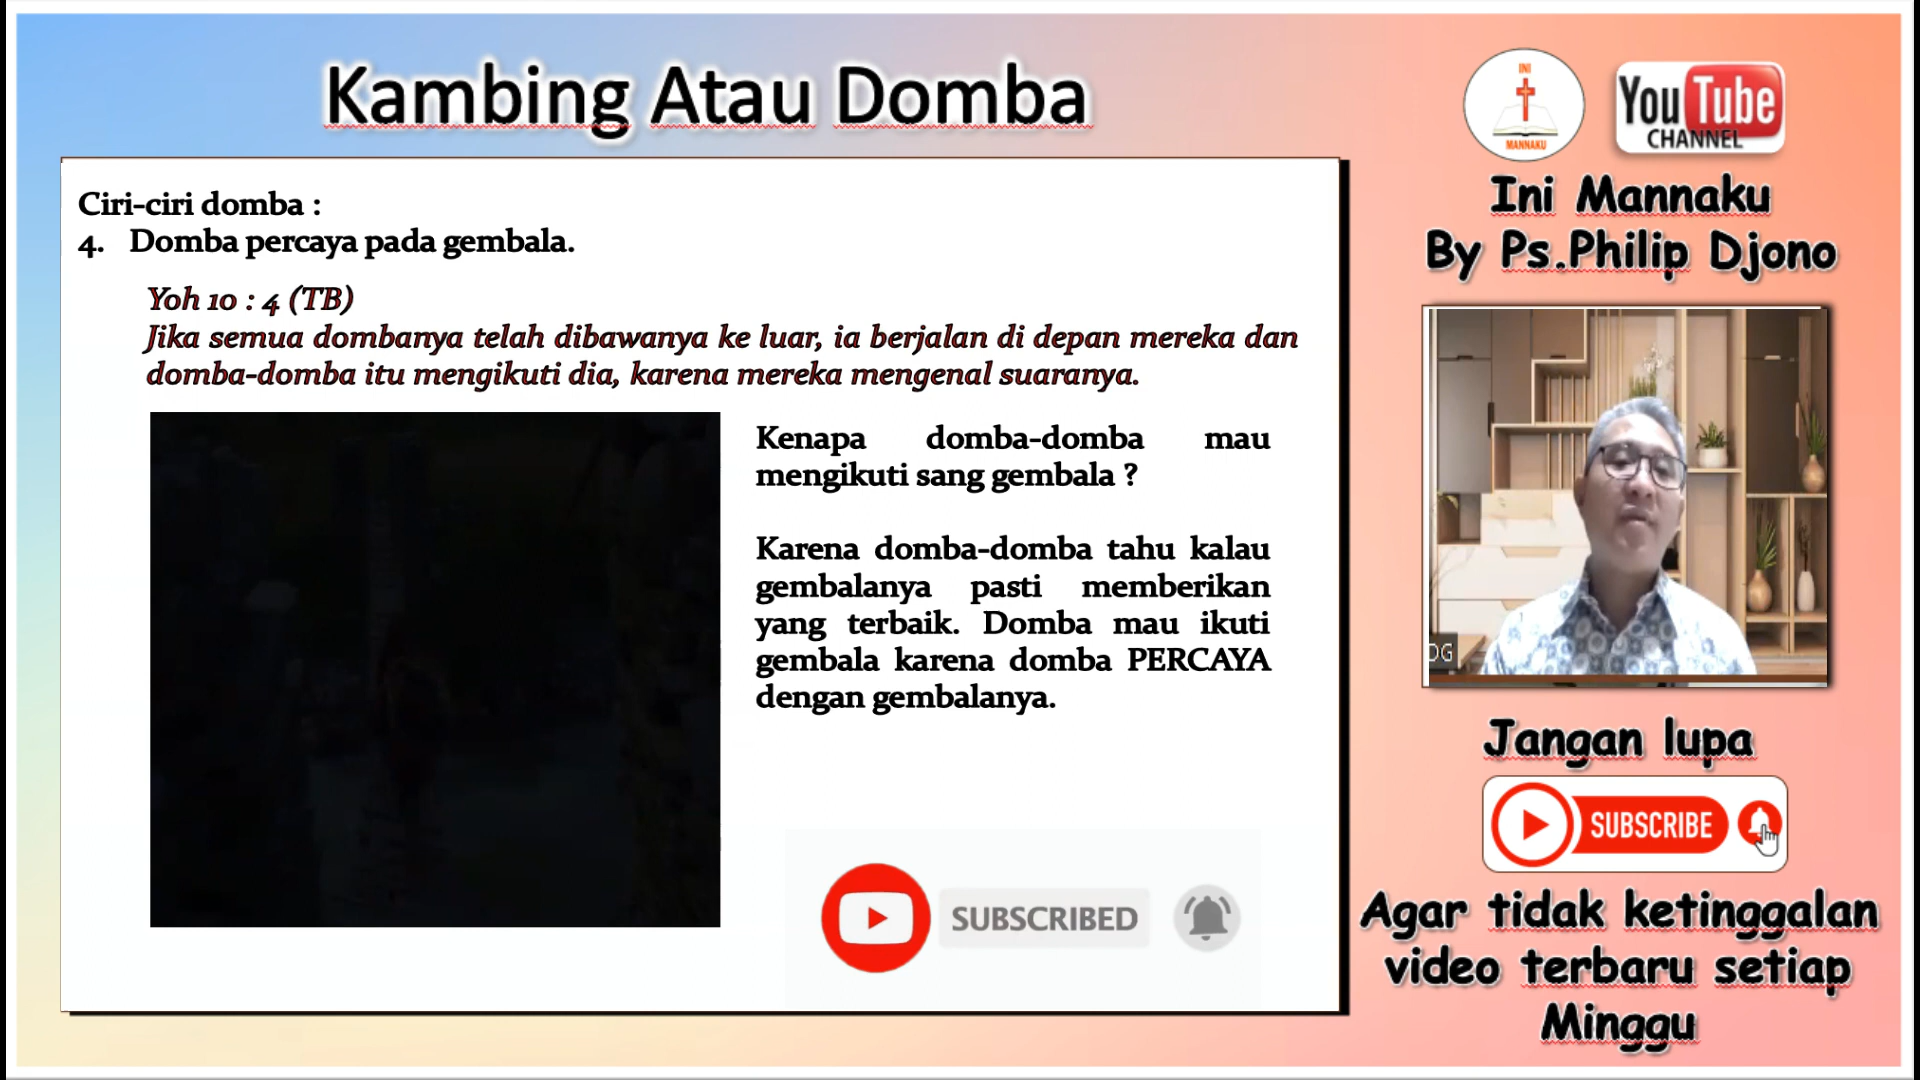 Kambing Atau Domba
Ciri-ciri domba :
4. Domba percaya pada gembala.
Yoh 10 : 4 (TB)
Jika semua dombanya telah dibawanya ke luar, ia berjalan di depan mereka dan
domba-domba itu mengikuti dia, karena mereka mengenal suaranya.
Kenapa domba-domba mau
mengikuti sang gembala ?
Karena domba-domba tahu kalau
gembalanya pasti memberikan
yang terbaik. Domba mau ikuti
gembala karena domba PERCAYA
dengan gembalanya.
SUBSCRIBED
INI
MANNAKU
YouTube
CHANNEL
Ini Mannaku
By Ps.Philip Djono
DG
Jangan lupa
SUBSCRIBE
Agar tidak ketinggalan
video terbaru setiap
Minggu